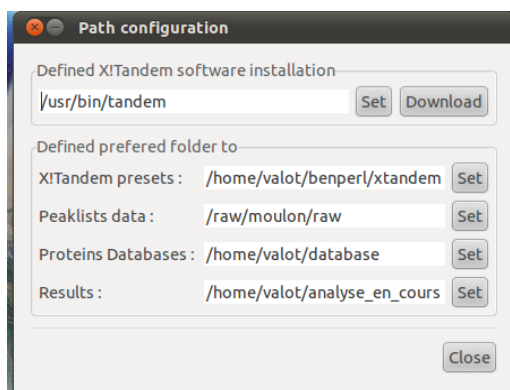 Path configuration
Defined X!Tandem software installation
/usr/bin/tandem Set Download
Defined prefered folder to
X!Tandem presets : /home/valot/benperl/xtandem Set
Peaklists data : /raw/moulon/raw Set
Proteins Databases : /home/valot/database Set
Results : /home/valot/analyse_en_cours Set
Close